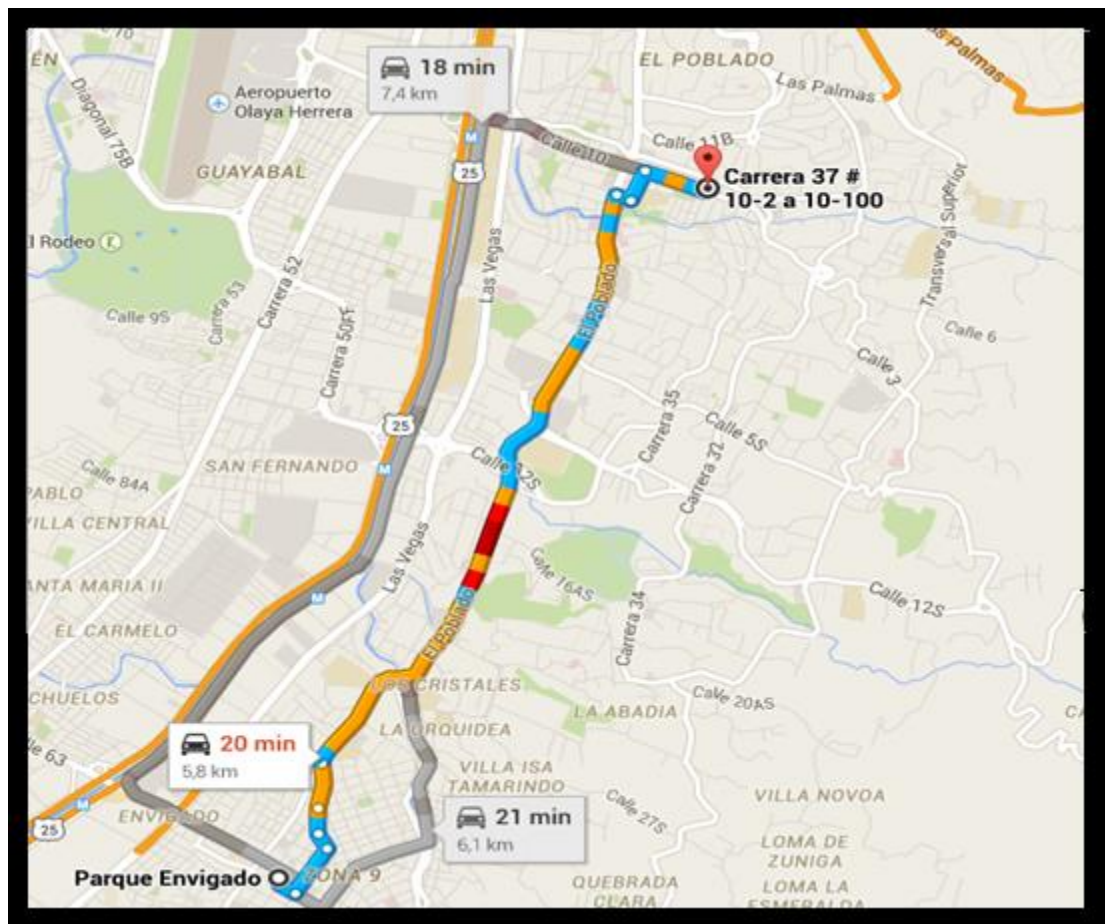 18 min
7,4 km
EL POBLADO
Las Palmas
Las Palmas
Diagonal 75B
Aeropuerto
Olaya Herrera
M
25
Calle 10
Calle 11B
GUAYABAL
Carrera 37 #
10-2 a 10-100
El Rodeo
Carrera 52
Carrera 53
Las Vegas
El Poblado
Transversal Superior
Calle 9S
Carrera 50FF
Calle 6
Calle 3
25
M
Carrera 35
Calle 5S
Carrera 32
SAN FERNANDO
Calle 12S
Calle 84A
PABLO
VILLA CENTRAL
Las Vegas
Calle 16AS
ANTA MARIA II
M
El Poblado
Carrera 34
Calle 12S
EL CARMELO
LOS CRISTALES
CHUELOS
Calle 20AS
LA ABADIA
LA ORQUIDEA
20 min
5,8 km
VILLA ISA
TAMARINDO
M
25
ENVIGADO
21 min
6,1 km
Calle 27S
VILLA NOVOA
LOMA DE
ZUNIGA
Parque Envigado
ZONA 9
QUEBRADA
CLARA
LOMA LA
ESMERALDA